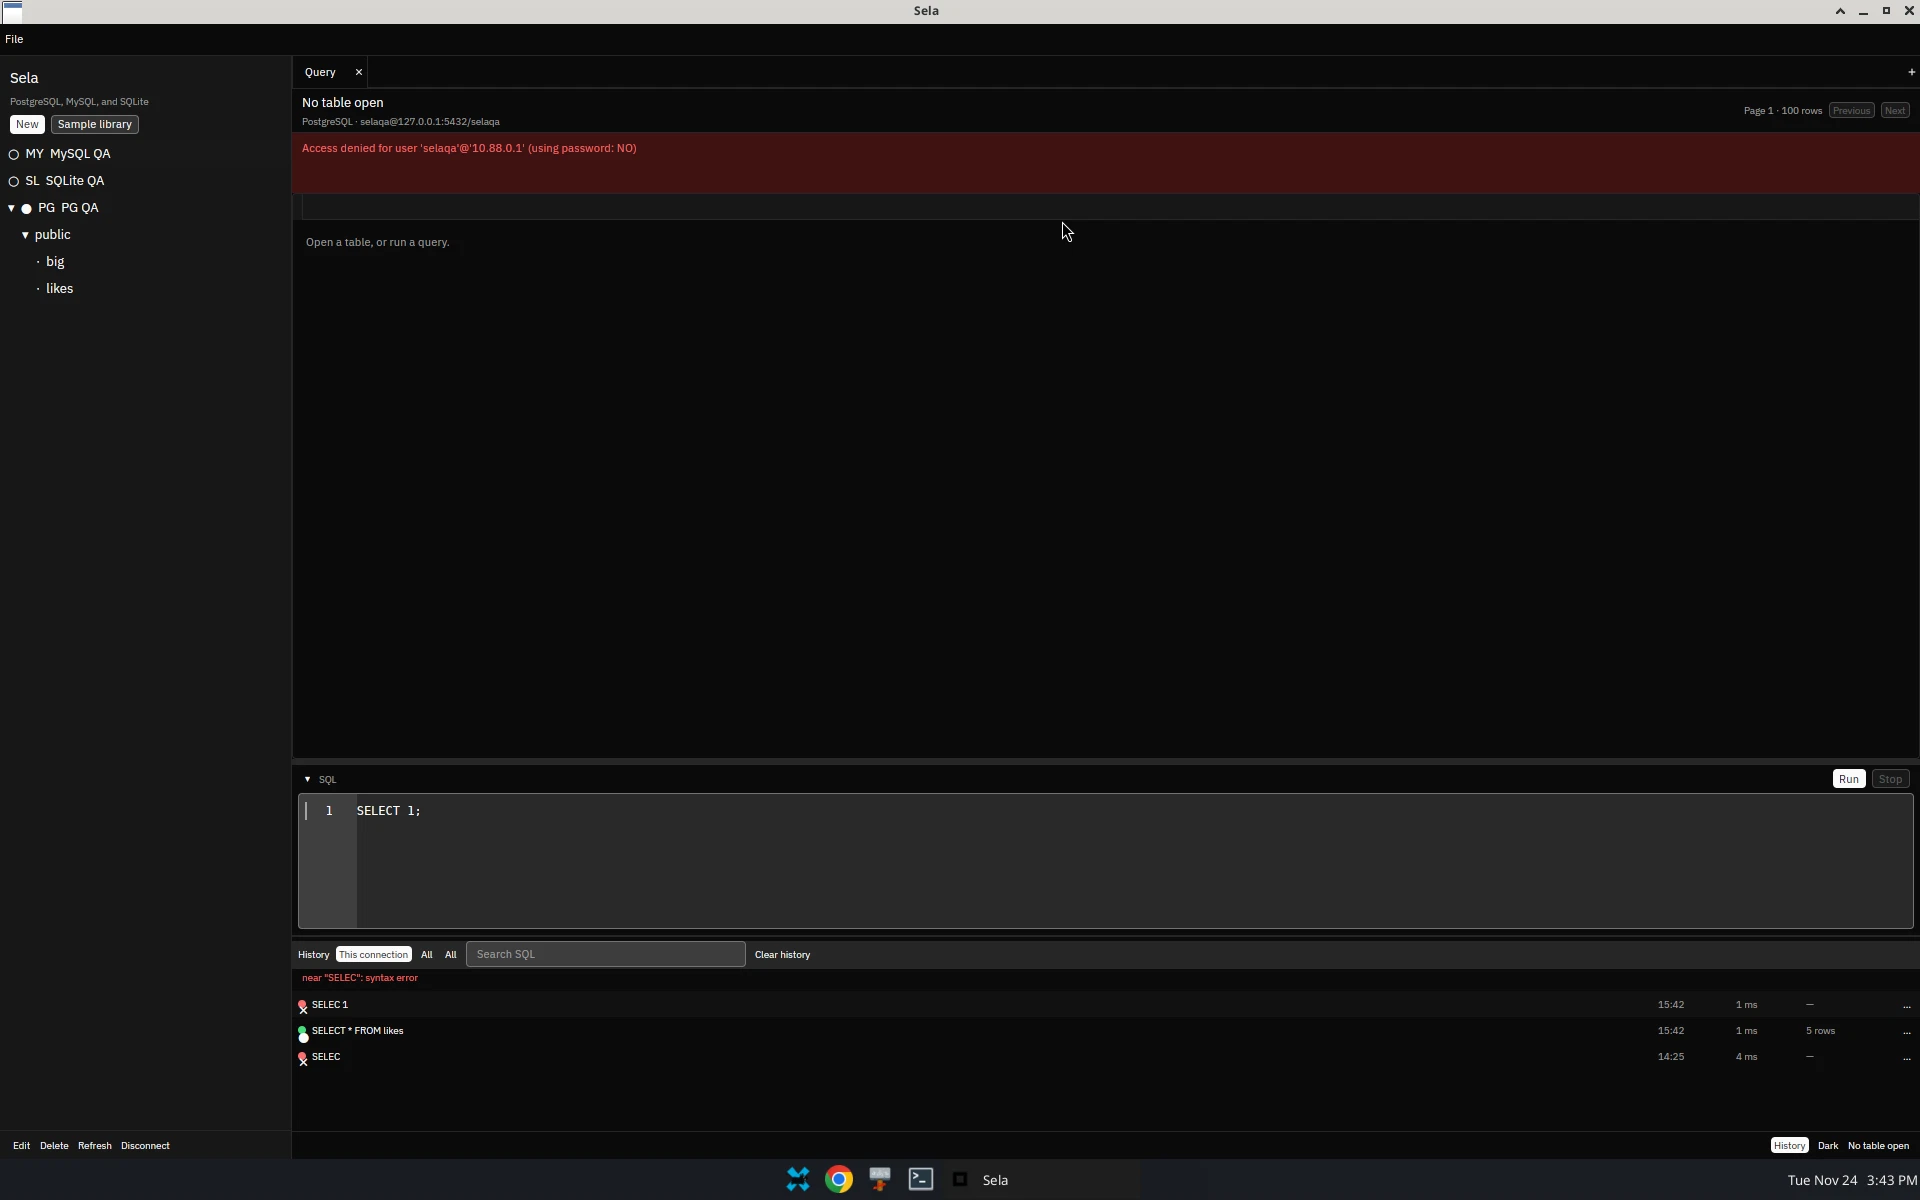 Sela
File
Sela
PostgreSQL, MySQL, and SQLite
New Sample library
MY MySQL QA
SL SQLite QA
PG PG QA
public
· big
· likes
Query ×
+
No table open
PostgreSQL · selaqa@127.0.0.1:5432/selaqa
Page 1 · 100 rows Previous Next
Access denied for user 'selaqa'@'10.88.0.1' (using password: NO)
Open a table, or run a query.
SQL
Run Stop
1 SELECT 1;
History This connection All All Search SQL Clear history
near "SELEC": syntax error
SELEC 1 15:42 1 ms — ...
SELECT * FROM likes 15:42 1 ms 5 rows ...
SELEC 14:25 4 ms — ...
Edit Delete Refresh Disconnect
History Dark No table open
Sela
Tue Nov 24 3:43 PM